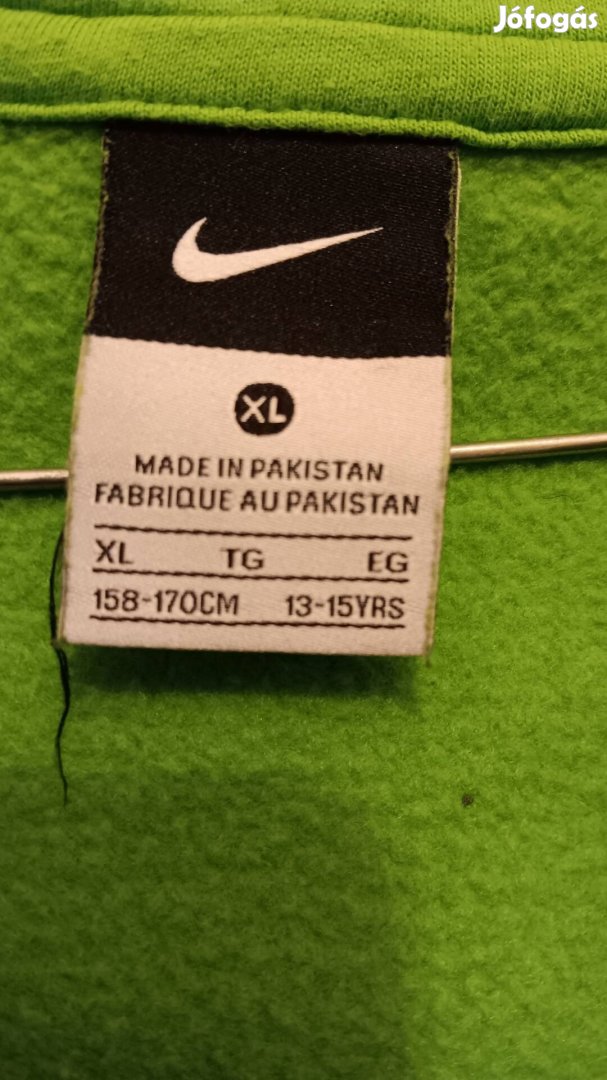 Jófogás
XL
MADE IN PAKISTAN
FABRIQUE AU PAKISTAN
XL TG EG
158-170CM 13-15YRS